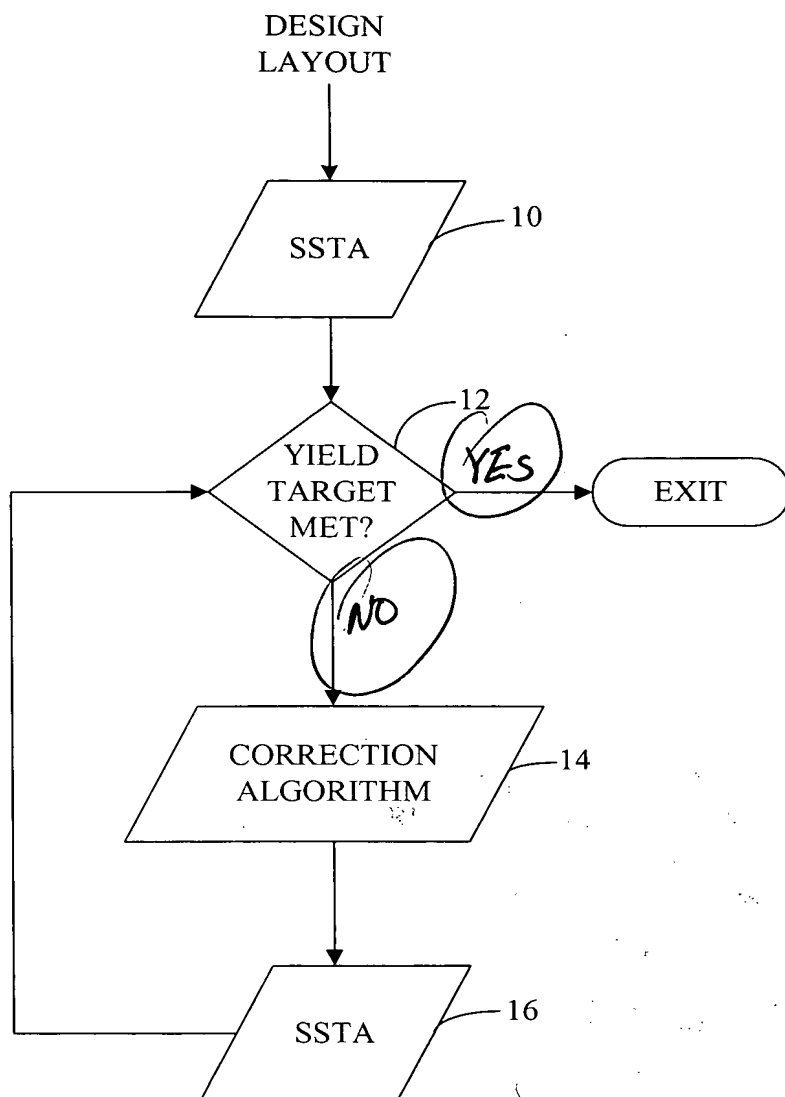 DESIGN
LAYOUT
SSTA
10
12
YIELD
TARGET
MET?
YES
EXIT
NO
CORRECTION
ALGORITHM
14
SSTA
16